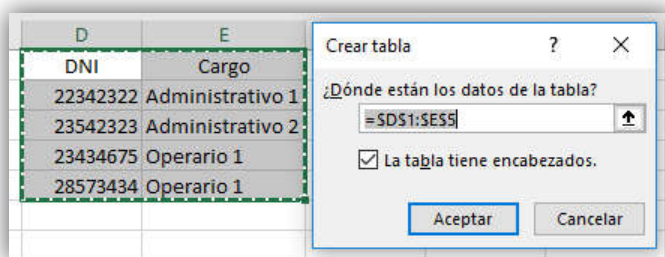 D E
DNI Cargo
22342322 Administrativo 1
23542323 Administrativo 2
23434675 Operario 1
28573434 Operario 1
Crear tabla ? ×
¿Dónde están los datos de la tabla?
=$D$1:$E$5
La tabla tiene encabezados.
Aceptar Cancelar